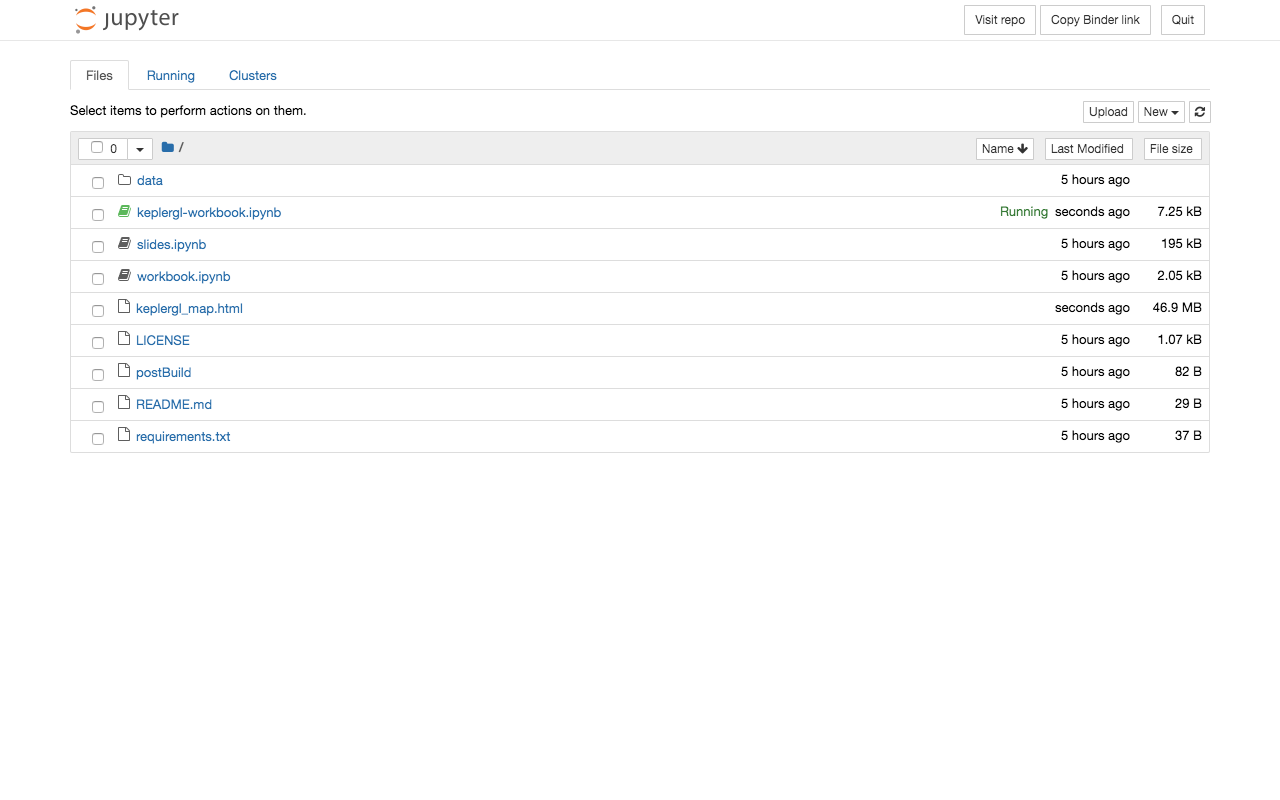 jupyter
Visit repo Copy Binder link Quit
Files Running Clusters
Select items to perform actions on them.
Upload New
0 / Name Last Modified File size
data 5 hours ago
keplergl-workbook.ipynb Running seconds ago 7.25 kB
slides.ipynb 5 hours ago 195 kB
workbook.ipynb 5 hours ago 2.05 kB
keplergl_map.html seconds ago 46.9 MB
LICENSE 5 hours ago 1.07 kB
postBuild 5 hours ago 82 B
README.md 5 hours ago 29 B
requirements.txt 5 hours ago 37 B